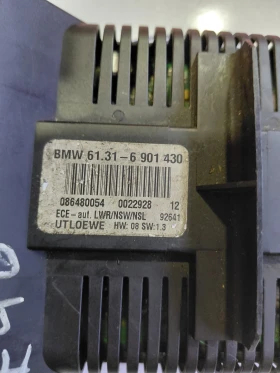 BMW 61.31-6 901 430
086480054 0022928 12
ECE-aut. LWR/NSW/NSL 92641
UTLOEWE HW: 08 SW:1.3
E40